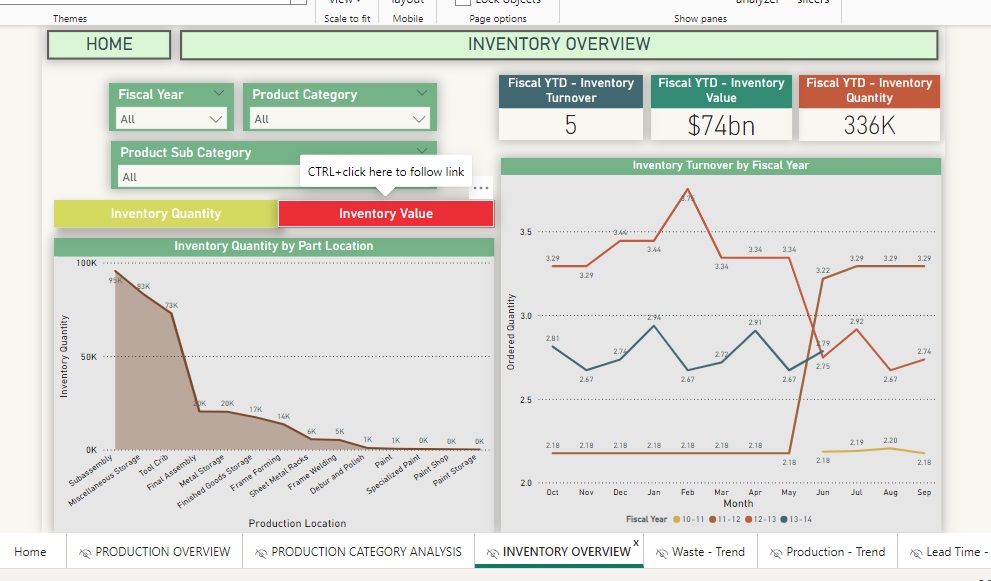 view
layout
Lock objects
analyzer
slicers
Themes
Scale to fit
Mobile
Page options
Show panes
HOME
INVENTORY OVERVIEW
Fiscal Year
All
Product Category
All
Product Sub Category
All
CTRL+click here to follow link
Fiscal YTD - Inventory
Turnover
5
Fiscal YTD - Inventory
Value
$74bn
Fiscal YTD - Inventory
Quantity
336K
Inventory Quantity
Inventory Value
Inventory Quantity by Part Location
Inventory Quantity
100K
50K
0K
95K
83K
73K
20K
17K
14K
6K
5K
1K
1K
0K
0K
0K
Subassembly
Miscellaneous Storage
Tool Crib
Final Assembly
Metal Storage
Finished Goods Storage
Frame Forming
Sheet Metal Racks
Frame Welding
Debur and Polish
Paint
Specialized Paint
Paint Shop
Paint Storage
Production Location
Inventory Turnover by Fiscal Year
Ordered Quantity
3.5
3.0
2.5
2.0
3.29
3.29
3.44
3.44
3.34
3.34
3.34
2.75
2.92
2.67
2.74
3.22
3.29
3.29
3.29
2.81
2.67
2.76
2.94
2.67
2.72
2.91
2.67
2.79
2.18
2.18
2.18
2.18
2.18
2.18
2.18
2.18
2.18
2.19
2.20
2.18
Oct Nov Dec Jan Feb Mar Apr May Jun Jul Aug Sep
Month
Fiscal Year 10-11 11-12 12-13 13-14
Home
PRODUCTION OVERVIEW
PRODUCTION CATEGORY ANALYSIS
INVENTORY OVERVIEW
x
Waste - Trend
Production - Trend
Lead Time -